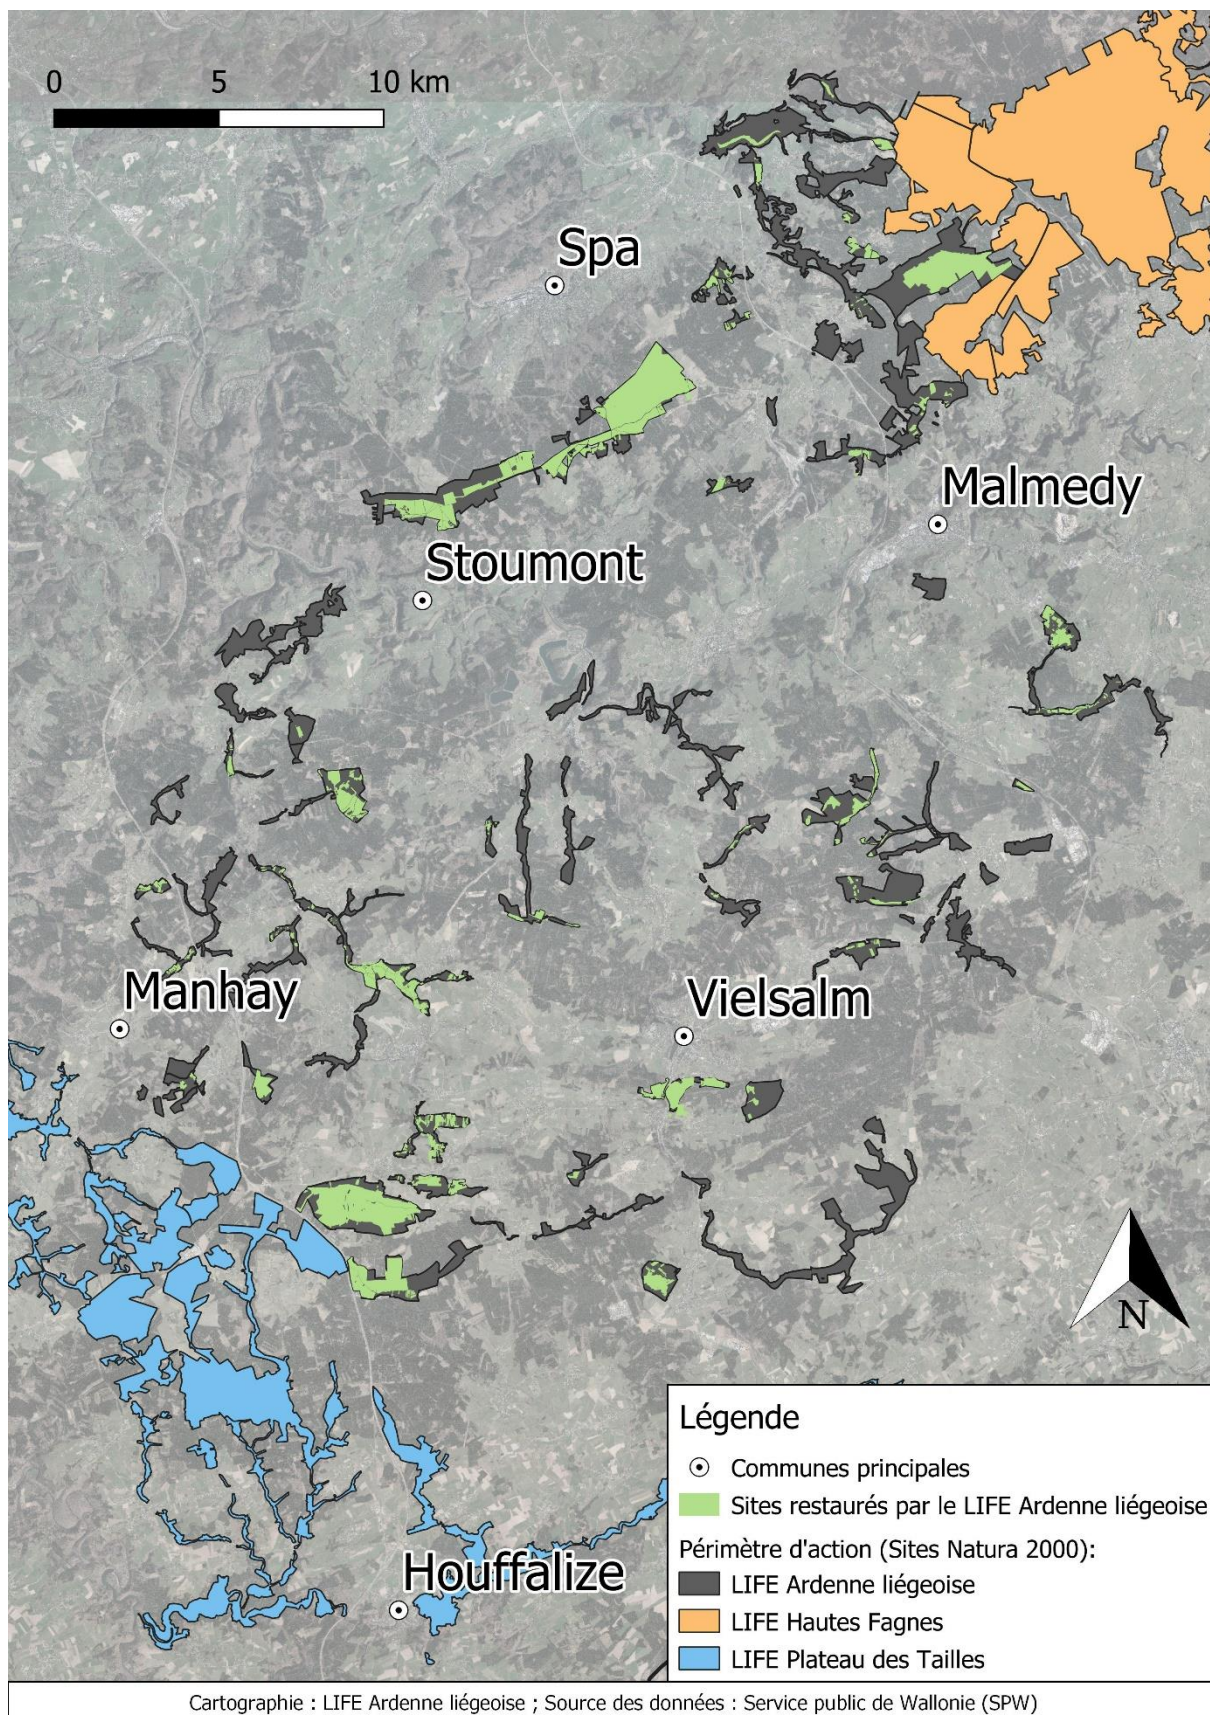 0 5 10 km
Spa
Malmedy
Stoumont
Manhay
Vielsalm
N
Houffalize
Légende
Communes principales
Sites restaurés par le LIFE Ardenne liégeoise
Périmètre d'action (Sites Natura 2000):
LIFE Ardenne liégeoise
LIFE Hautes Fagnes
LIFE Plateau des Tailles
Cartographie : LIFE Ardenne liégeoise ; Source des données : Service public de Wallonie (SPW)